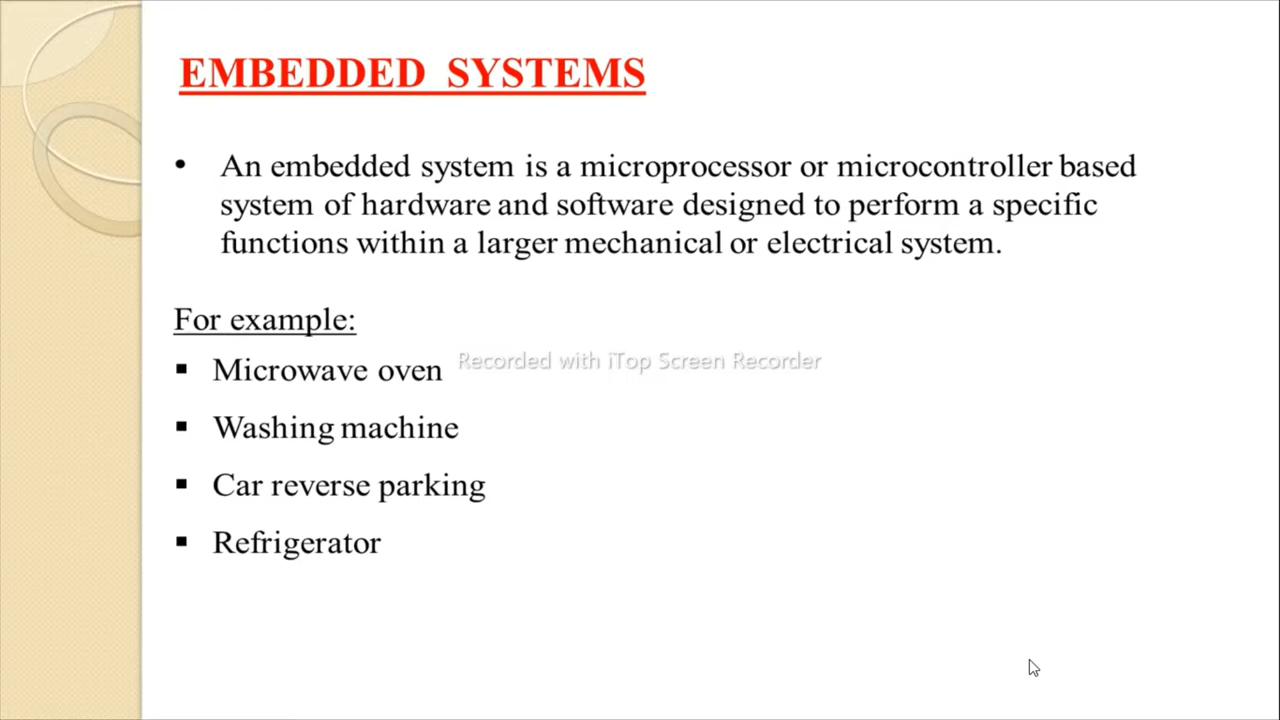 EMBEDDED SYSTEMS
• An embedded system is a microprocessor or microcontroller based
system of hardware and software designed to perform a specific
functions within a larger mechanical or electrical system.
For example:
▪ Microwave oven
Recorded with iTop Screen Recorder
▪ Washing machine
▪ Car reverse parking
▪ Refrigerator